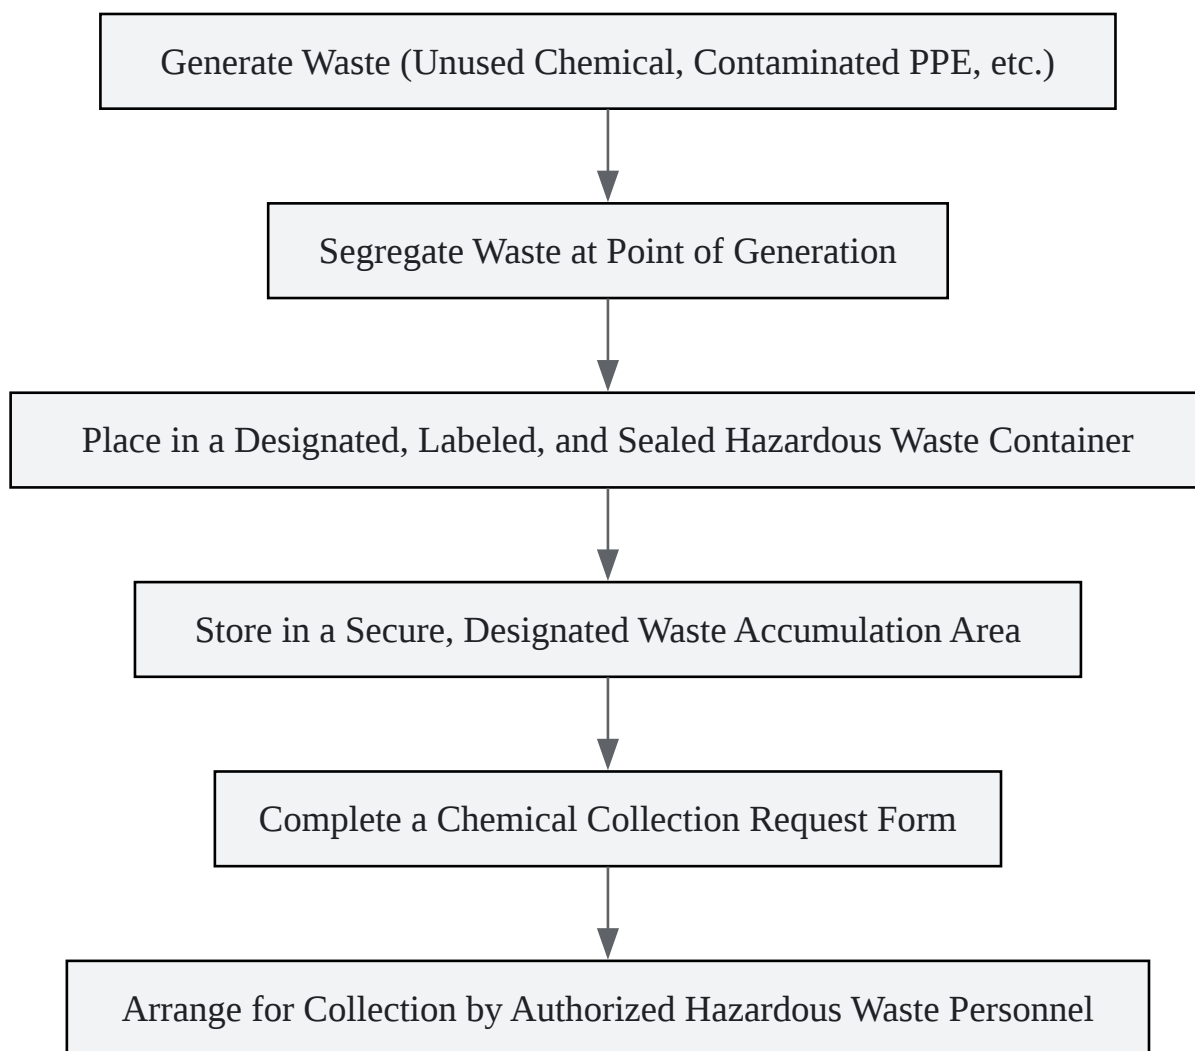 Generate Waste (Unused Chemical, Contaminated PPE, etc.)
Segregate Waste at Point of Generation
Place in a Designated, Labeled, and Sealed Hazardous Waste Container
Store in a Secure, Designated Waste Accumulation Area
Complete a Chemical Collection Request Form
Arrange for Collection by Authorized Hazardous Waste Personnel